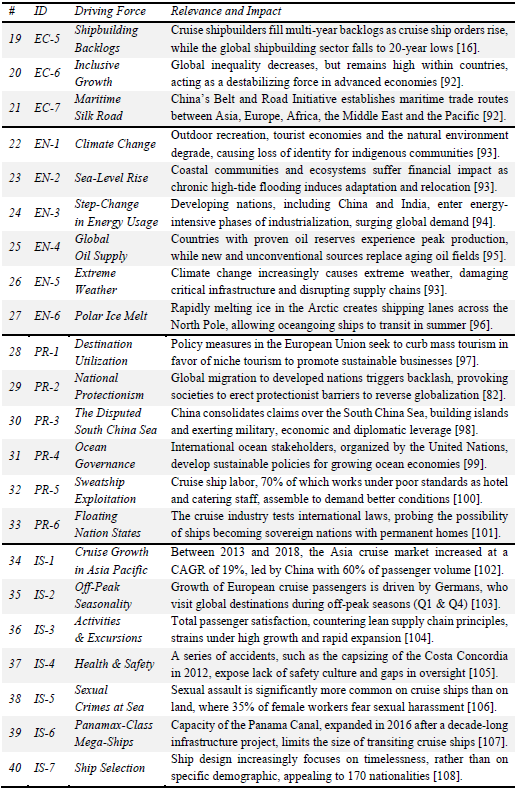 # ID Driving Force Relevance and Impact
19 EC-5 Shipbuilding Backlogs Cruise shipbuilders fill multi-year backlogs as cruise ship orders rise,
while the global shipbuilding sector falls to 20-year lows [16].
20 EC-6 Inclusive Growth Global inequality decreases, but remains high within countries,
acting as a destabilizing force in advanced economies [92].
21 EC-7 Maritime Silk Road China's Belt and Road Initiative establishes maritime trade routes
between Asia, Europe, Africa, the Middle East and the Pacific [92].
22 EN-1 Climate Change Outdoor recreation, tourist economies and the natural environment
degrade, causing loss of identity for indigenous communities [93].
23 EN-2 Sea-Level Rise Coastal communities and ecosystems suffer financial impact as
chronic high-tide flooding induces adaptation and relocation [93].
24 EN-3 Step-Change in Energy Usage Developing nations, including China and India, enter energy-
intensive phases of industrialization, surging global demand [94].
25 EN-4 Global Oil Supply Countries with proven oil reserves experience peak production,
while new and unconventional sources replace aging oil fields [95].
26 EN-5 Extreme Weather Climate change increasingly causes extreme weather, damaging
critical infrastructure and disrupting supply chains [93].
27 EN-6 Polar Ice Melt Rapidly melting ice in the Arctic creates shipping lanes across the
North Pole, allowing oceangoing ships to transit in summer [96].
28 PR-1 Destination Utilization Policy measures in the European Union seek to curb mass tourism in
favor of niche tourism to promote sustainable businesses [97].
29 PR-2 National Protectionism Global migration to developed nations triggers backlash, provoking
societies to erect protectionist barriers to reverse globalization [82].
30 PR-3 The Disputed South China Sea China consolidates claims over the South China Sea, building islands
and exerting military, economic and diplomatic leverage [98].
31 PR-4 Ocean Governance International ocean stakeholders, organized by the United Nations,
develop sustainable policies for growing ocean economies [99].
32 PR-5 Sweatship Exploitation Cruise ship labor, 70% of which works under poor standards as hotel
and catering staff, assemble to demand better conditions [100].
33 PR-6 Floating Nation States The cruise industry tests international laws, probing the possibility
of ships becoming sovereign nations with permanent homes [101].
34 IS-1 Cruise Growth in Asia Pacific Between 2013 and 2018, the Asia cruise market increased at a
CAGR of 19%, led by China with 60% of passenger volume [102].
35 IS-2 Off-Peak Seasonality Growth of European cruise passengers is driven by Germans, who
visit global destinations during off-peak seasons (Q1 & Q4) [103].
36 IS-3 Activities & Excursions Total passenger satisfaction, countering lean supply chain principles,
strains under high growth and rapid expansion [104].
37 IS-4 Health & Safety A series of accidents, such as the capsizing of the Costa Concordia
in 2012, expose lack of safety culture and gaps in oversight [105].
38 IS-5 Sexual Crimes at Sea Sexual assault is significantly more common on cruise ships than on
land, where 35% of female workers fear sexual harassment [106].
39 IS-6 Panamax-Class Mega-Ships Capacity of the Panama Canal, expanded in 2016 after a decade-long
infrastructure project, limits the size of transiting cruise ships [107].
40 IS-7 Ship Selection Ship design increasingly focuses on timelessness, rather than on
specific demographic, appealing to 170 nationalities [108].